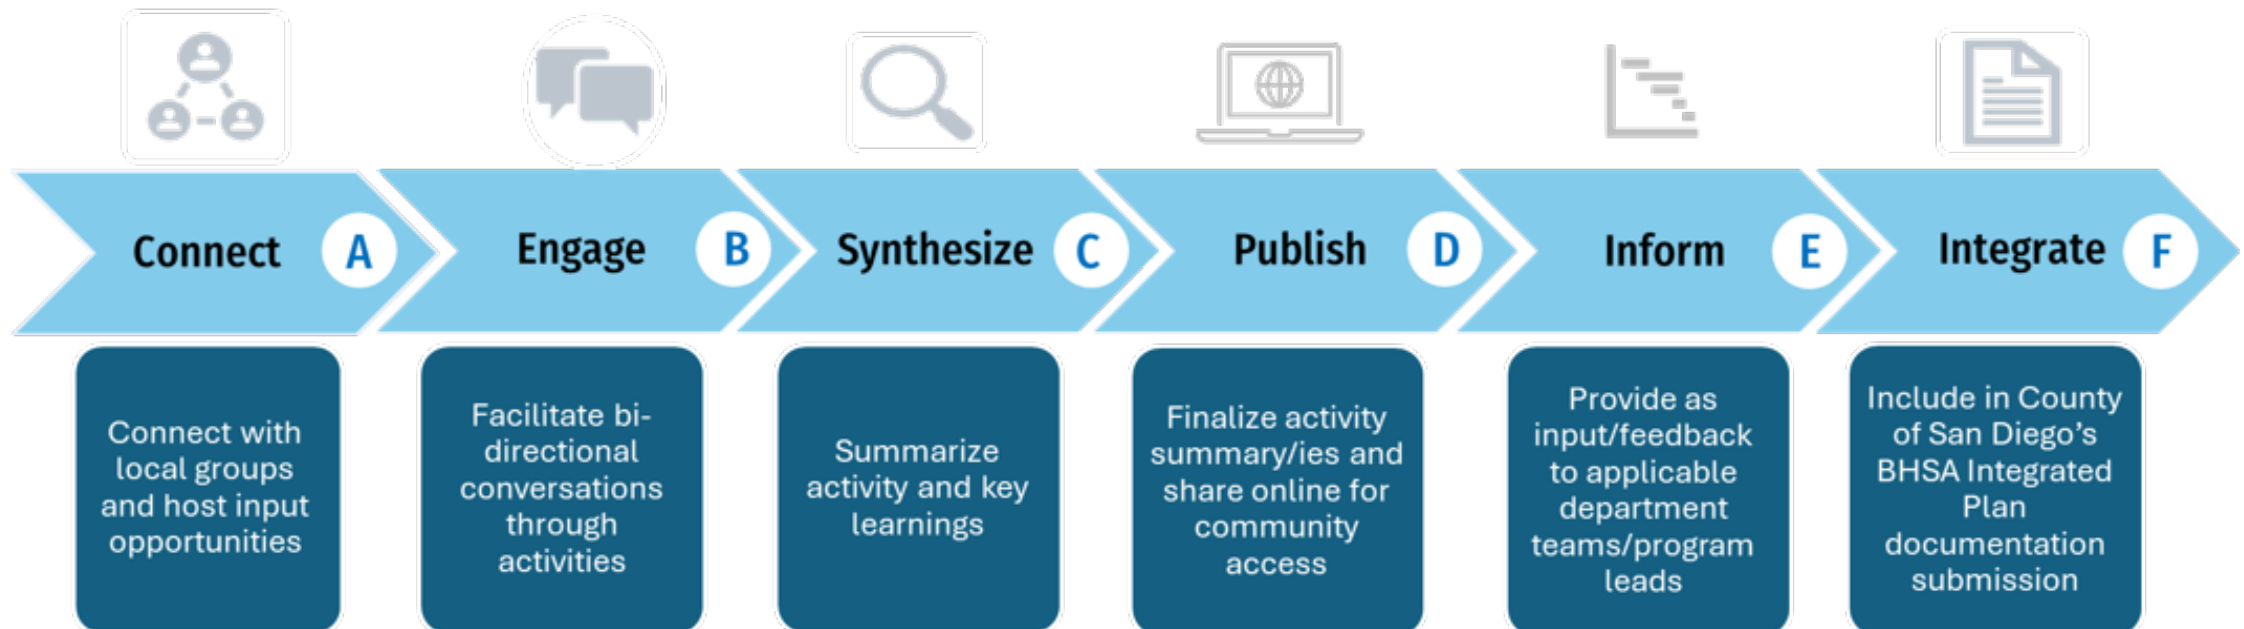 Connect A
Engage B
Synthesize C
Publish D
Inform E
Integrate F
Connect with
local groups
and host input
opportunities
Facilitate bi-
directional
conversations
through
activities
Summarize
activity and key
learnings
Finalize activity
summary/ies and
share online for
community
access
Provide as
input/feedback
to applicable
department
teams/program
leads
Include in County
of San Diego’s
BHSA Integrated
Plan
documentation
submission